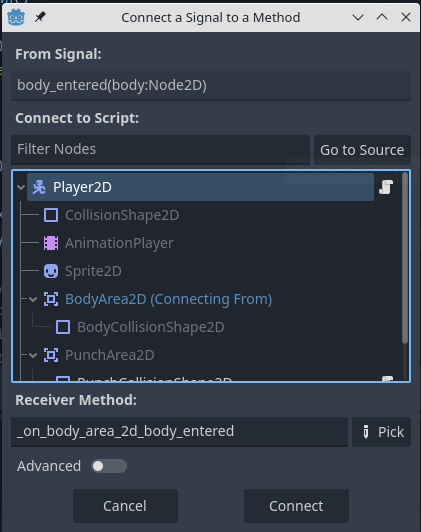 Connect a Signal to a Method
From Signal:
body_entered(body:Node2D)
Connect to Script:
Filter Nodes
Go to Source
Player2D
CollisionShape2D
AnimationPlayer
Sprite2D
BodyArea2D (Connecting From)
BodyCollisionShape2D
PunchArea2D
PunchCollisionShape2D
Receiver Method:
_on_body_area_2d_body_entered
Pick
Advanced
Cancel
Connect